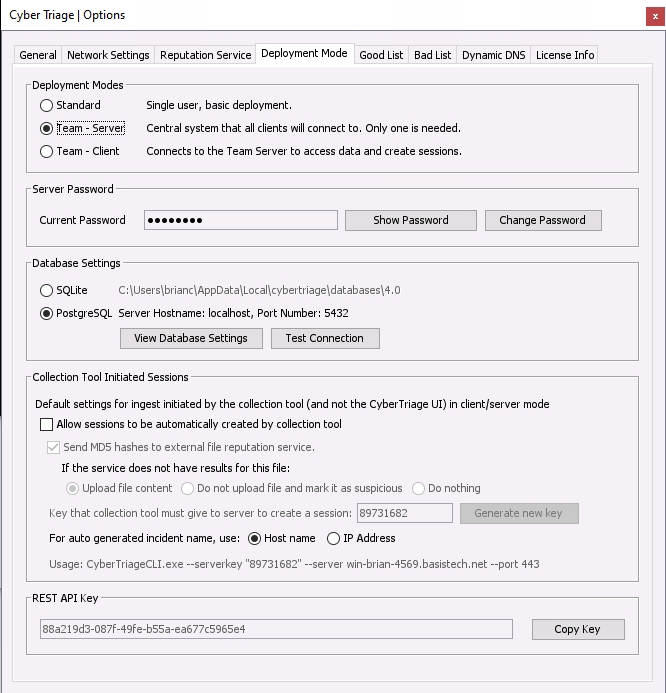 Cyber Triage | Options
x
General Network Settings Reputation Service Deployment Mode Good List Bad List Dynamic DNS License Info
Deployment Modes
Standard Single user, basic deployment.
Team - Server Central system that all clients will connect to. Only one is needed.
Team - Client Connects to the Team Server to access data and create sessions.
Server Password
Current Password ●●●●●●●● Show Password Change Password
Database Settings
SQLite C:\Users\brianc\AppData\Local\cybertriage\databases\4.0
PostgreSQL Server Hostname: localhost, Port Number: 5432
View Database Settings Test Connection
Collection Tool Initiated Sessions
Default settings for ingest initiated by the collection tool (and not the CyberTriage UI) in client/server mode
Allow sessions to be automatically created by collection tool
Send MD5 hashes to external file reputation service.
If the service does not have results for this file:
Upload file content Do not upload file and mark it as suspicious Do nothing
Key that collection tool must give to server to create a session: 89731682 Generate new key
For auto generated incident name, use: Host name IP Address
Usage: CyberTriageCLI.exe --serverkey "89731682" --server win-brian-4569.basistech.net --port 443
REST API Key
88a219d3-087f-49fe-b55a-ea677c5965e4 Copy Key